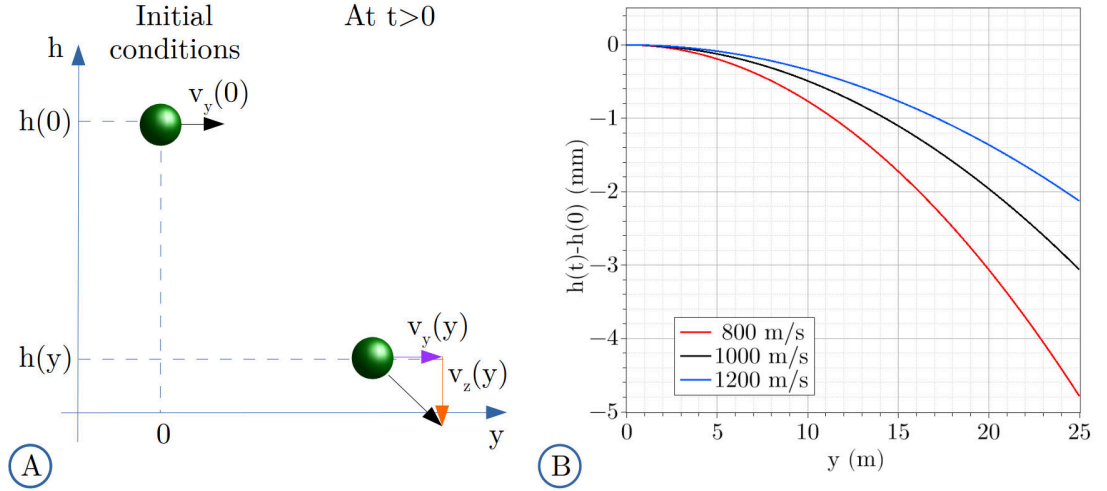 Initial
conditions
At t>0
h
v_y(0)
h(0)
v_y(y)
h(y)
v_z(y)
0
y
A
0
−1
−2
−3
−4
−5
h(t)-h(0) (mm)
800 m/s
1000 m/s
1200 m/s
0 5 10 15 20 25
y (m)
B